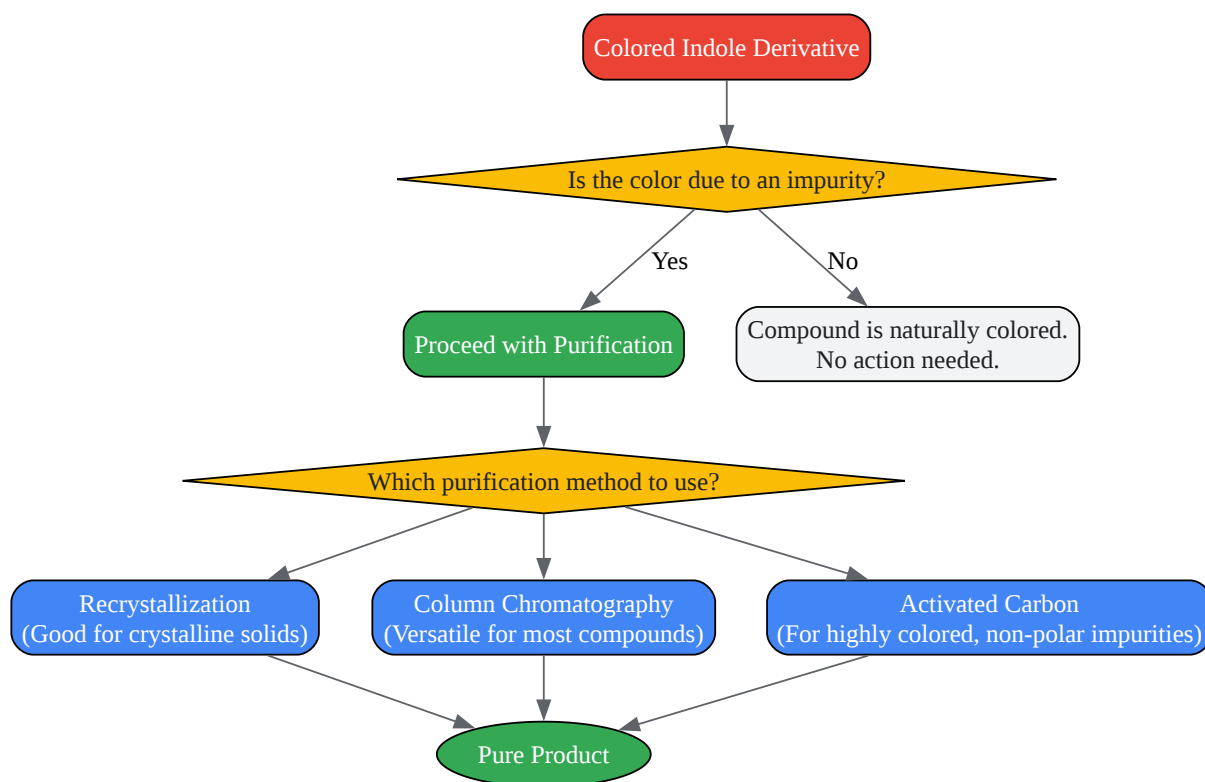 Colored Indole Derivative
Is the color due to an impurity?
Yes
No
Proceed with Purification
Compound is naturally colored.
No action needed.
Which purification method to use?
Recrystallization
(Good for crystalline solids)
Column Chromatography
(Versatile for most compounds)
Activated Carbon
(For highly colored, non-polar impurities)
Pure Product